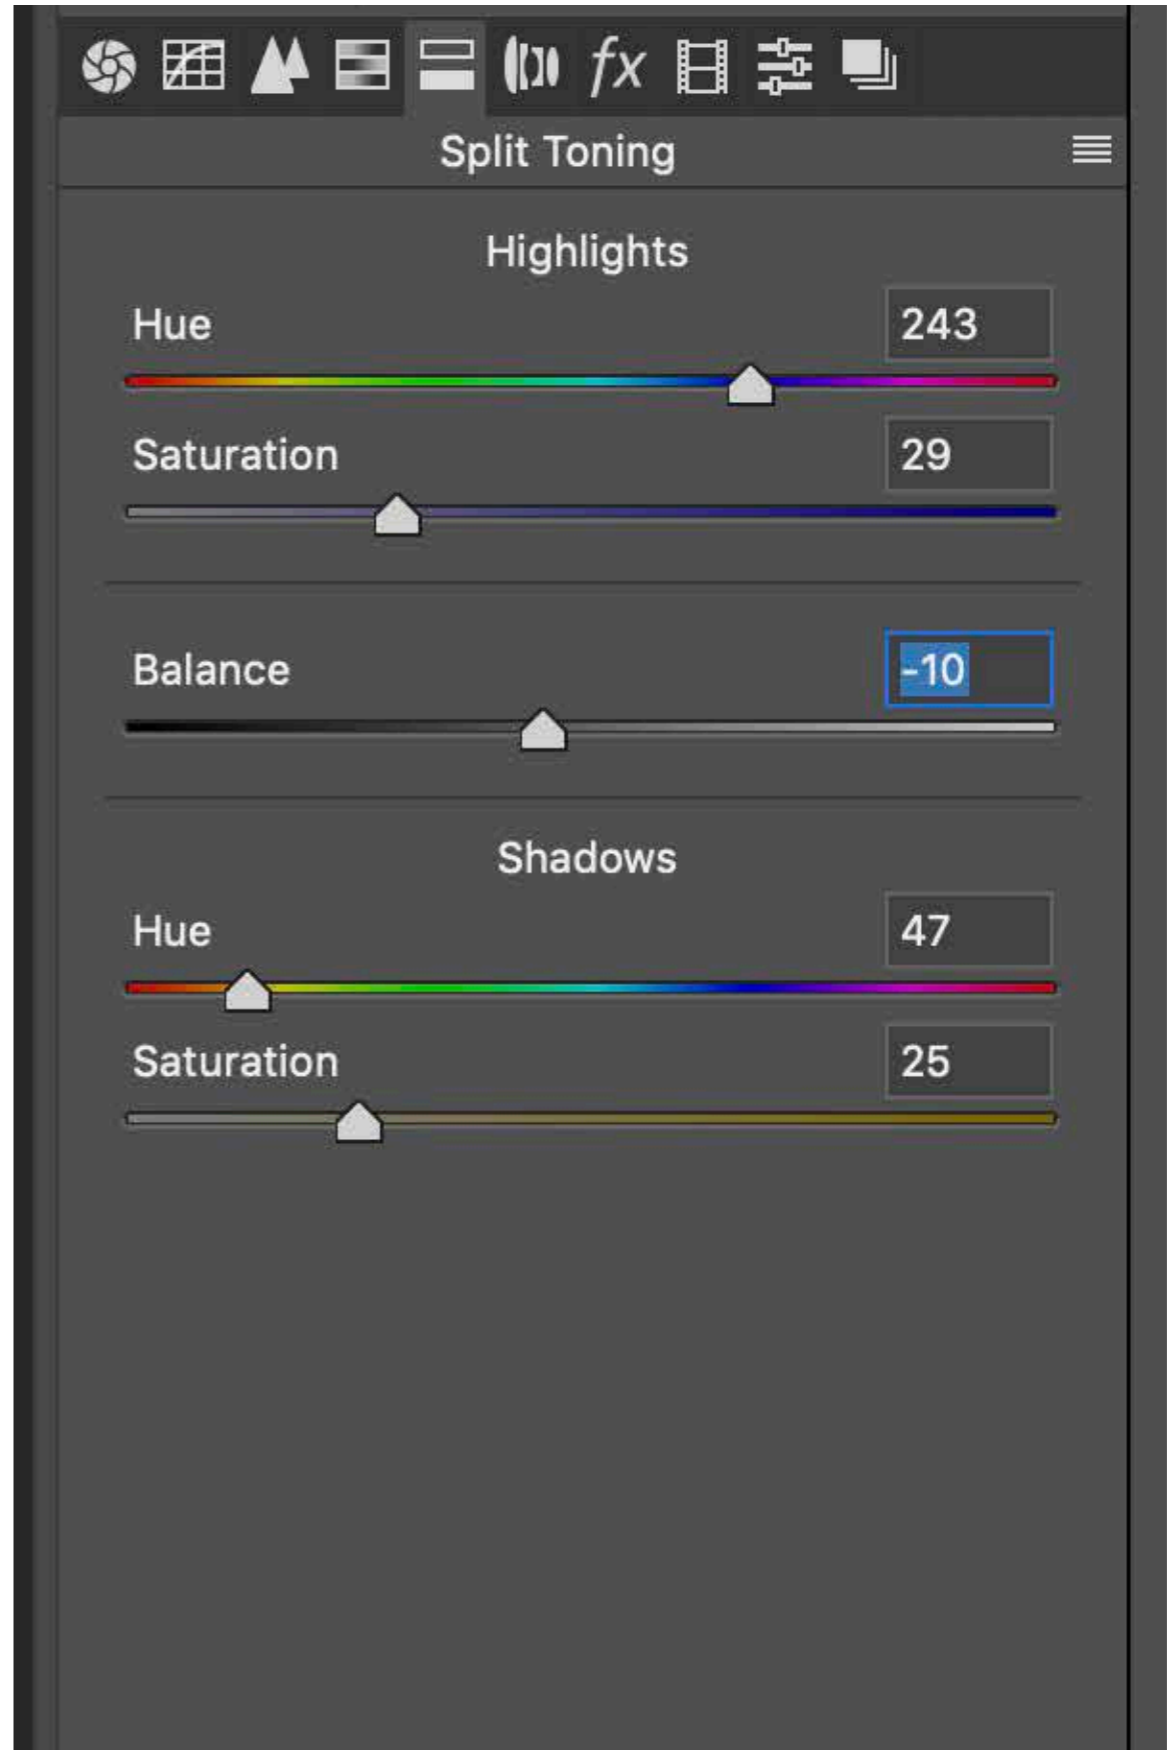 fx
Split Toning
Highlights
Hue 243
Saturation 29
Balance -10
Shadows
Hue 47
Saturation 25